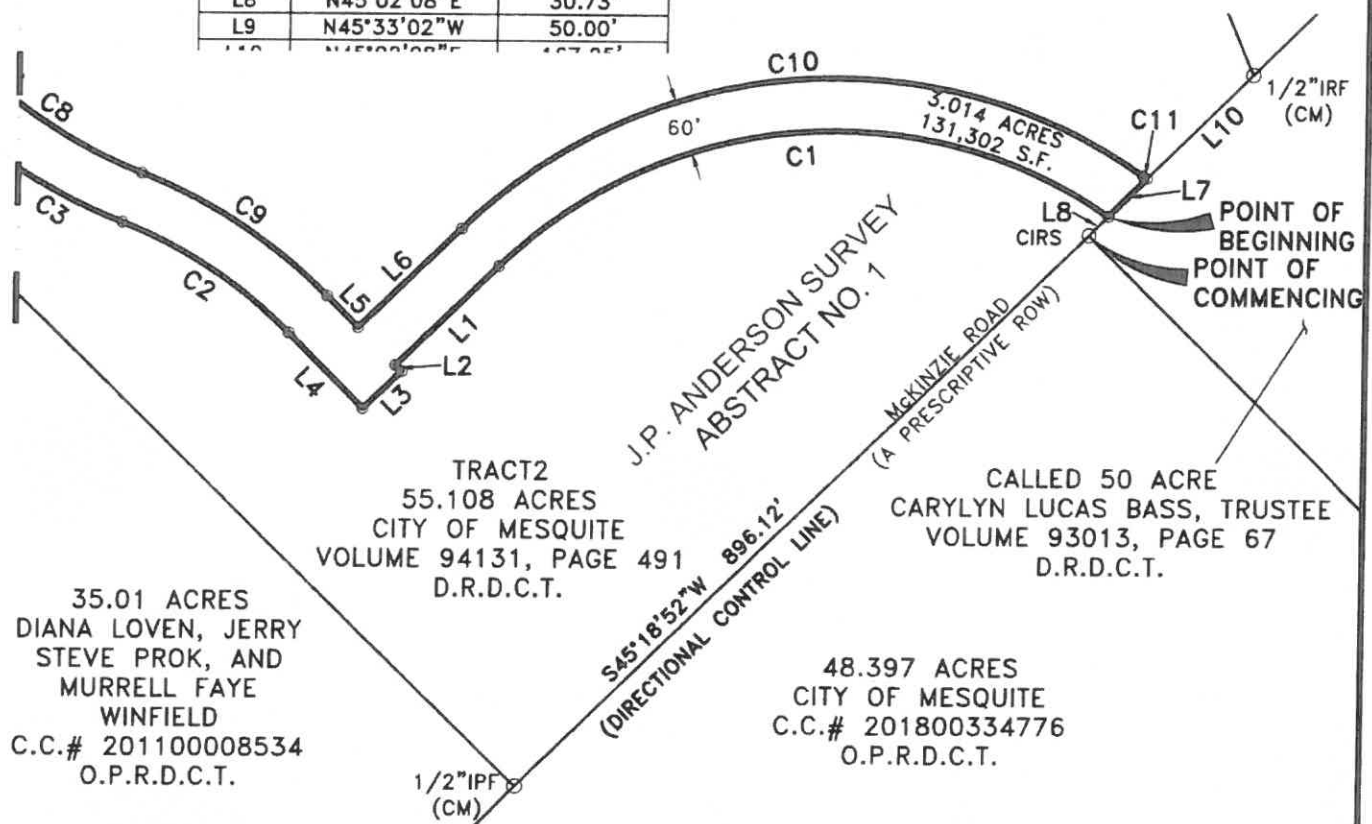 L8 N45°02'08"E 30.73'
L9 N45°33'02"W 50.00'
C10
C8
60'
3.014 ACRES
131,302 S.F.
C11
1/2"IRF
(CM)
L10
C1
C3
C9
L6
L7
L8
CIRS
POINT OF
BEGINNING
POINT OF
COMMENCING
C2
L5
L1
L2
L4
L3
J.P. ANDERSON SURVEY
ABSTRACT NO. 1
McKINZIE ROAD
(A PRESCRIPTIVE ROW)
TRACT2
55.108 ACRES
CITY OF MESQUITE
VOLUME 94131, PAGE 491
D.R.D.C.T.
CALLED 50 ACRE
CARYLYN LUCAS BASS, TRUSTEE
VOLUME 93013, PAGE 67
D.R.D.C.T.
S45°18'52"W 896.12'
(DIRECTIONAL CONTROL LINE)
35.01 ACRES
DIANA LOVEN, JERRY
STEVE PROK, AND
MURRELL FAYE
WINFIELD
C.C.# 201100008534
O.P.R.D.C.T.
48.397 ACRES
CITY OF MESQUITE
C.C.# 201800334776
O.P.R.D.C.T.
1/2"IPF
(CM)